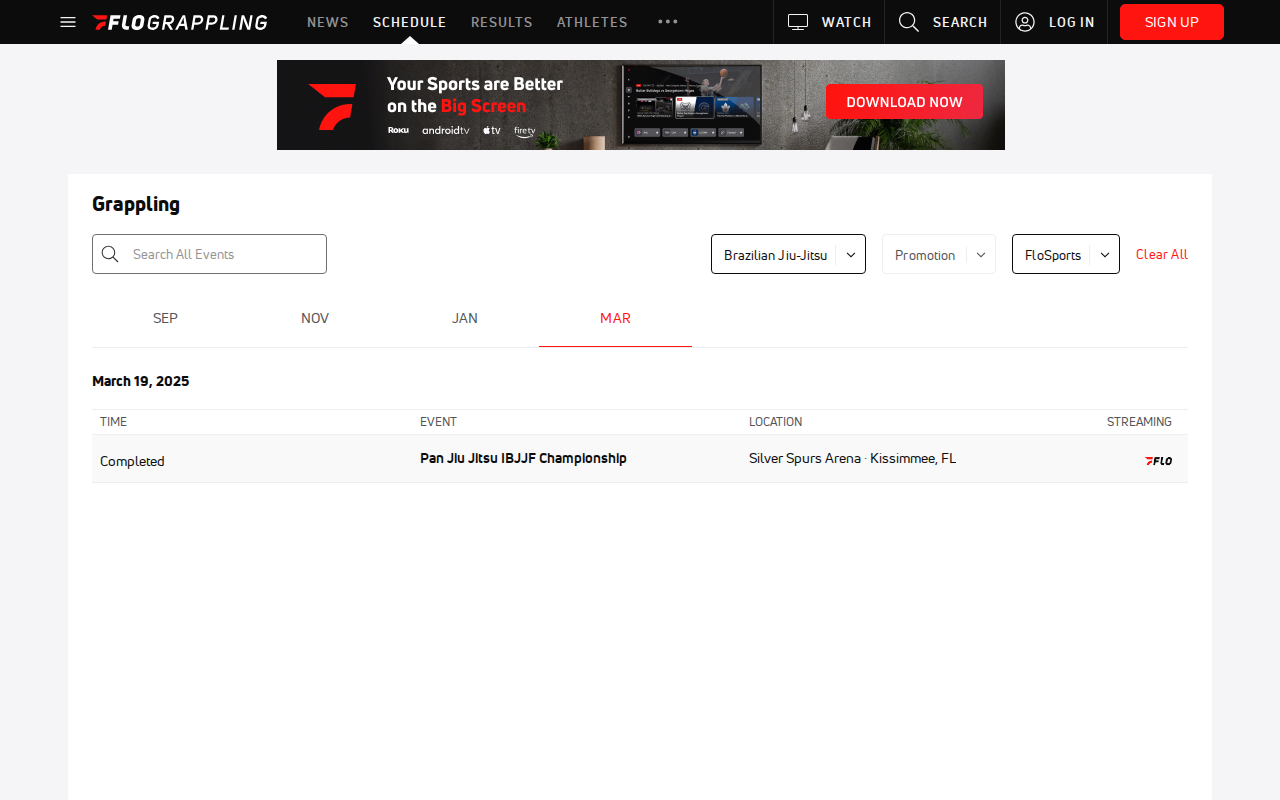 FLOGRAPPLING NEWS SCHEDULE RESULTS ATHLETES ••• WATCH SEARCH LOG IN SIGN UP
Your Sports are Better
on the Big Screen
Roku androidtv tv firetv
DOWNLOAD NOW
Grappling
Search All Events Brazilian Jiu-Jitsu Promotion FloSports Clear All
SEP NOV JAN MAR
March 19, 2025
TIME EVENT LOCATION STREAMING
Completed Pan Jiu Jitsu IBJJF Championship Silver Spurs Arena · Kissimmee, FL FLO